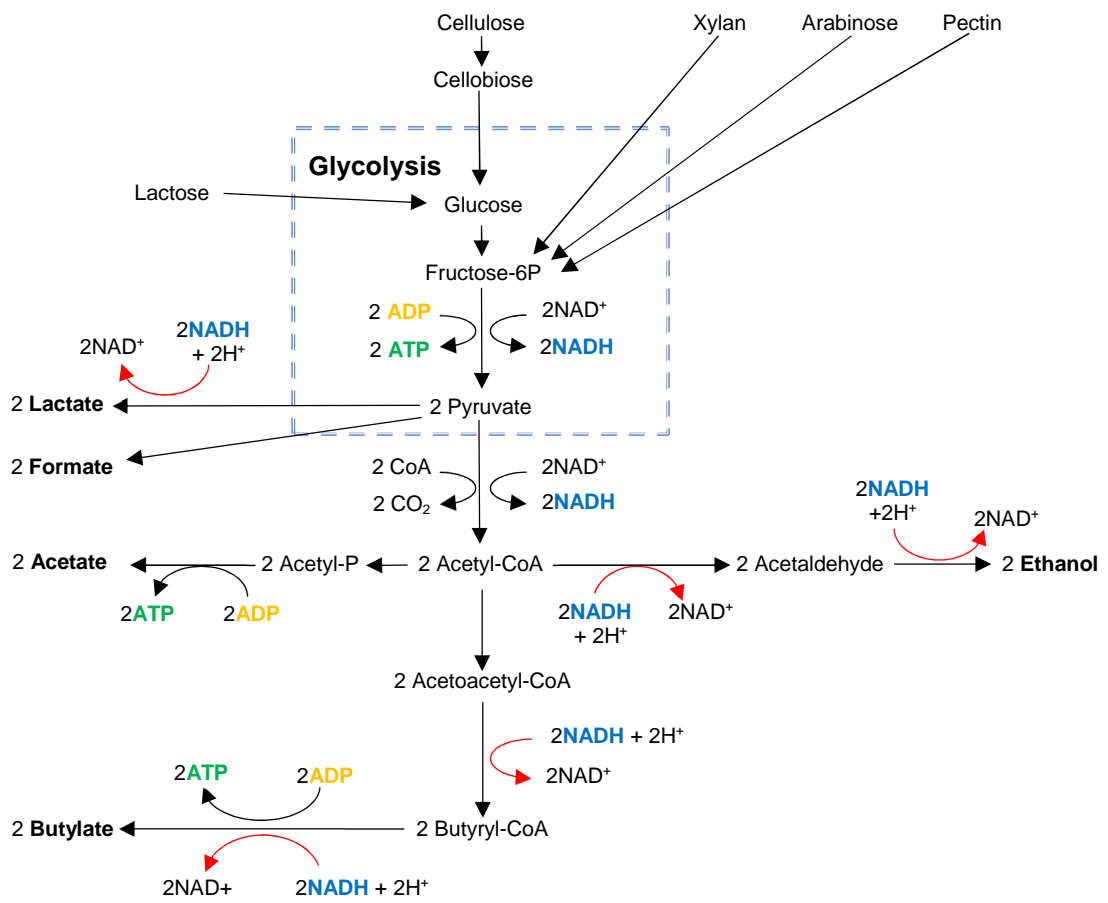 Cellulose
Xylan
Arabinose
Pectin
Cellobiose
Glycolysis
Lactose
Glucose
Fructose-6P
2 ADP
2NAD⁺
2 ATP
2NADH
2NAD⁺
2NADH
+ 2H⁺
2 Lactate
2 Pyruvate
2 Formate
2 CoA
2NAD⁺
2 CO₂
2NADH
2NADH
+2H⁺
2NAD⁺
2 Acetate
2 Acetyl-P
2 Acetyl-CoA
2 Acetaldehyde
2 Ethanol
2ATP
2ADP
2NADH
+ 2H⁺
2NAD⁺
2 Acetoacetyl-CoA
2NADH + 2H⁺
2NAD⁺
2ATP
2ADP
2 Butylate
2 Butyryl-CoA
2NAD+
2NADH + 2H⁺